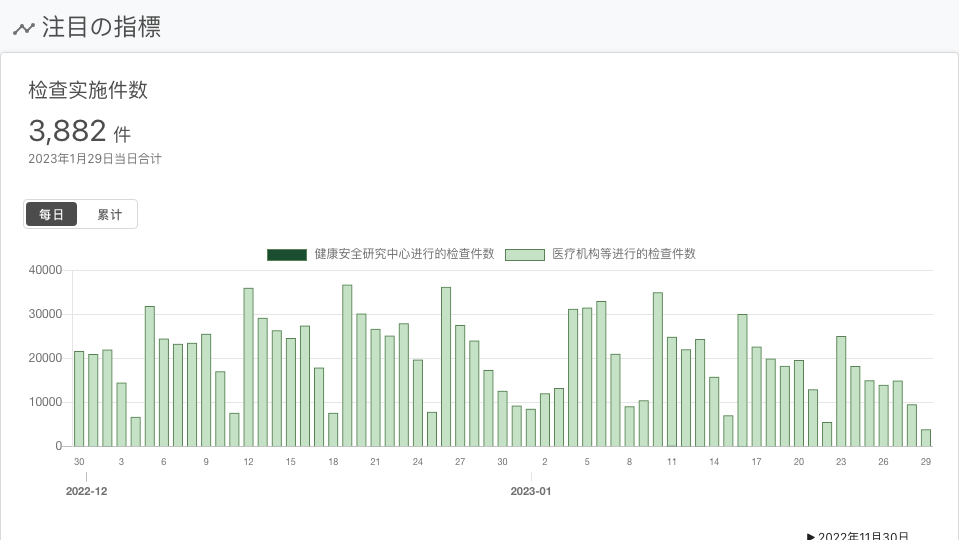 注目の指標
检查实施件数
3,882 件
2023年1月29日当日合计
每日 累计
健康安全研究中心进行的检查件数 医疗机构等进行的检查件数
40000
30000
20000
10000
0
30 3 6 9 12 15 18 21 24 27 30 2 5 8 11 14 17 20 23 26 29
2022-12 2023-01
▶ 2022年11月30日